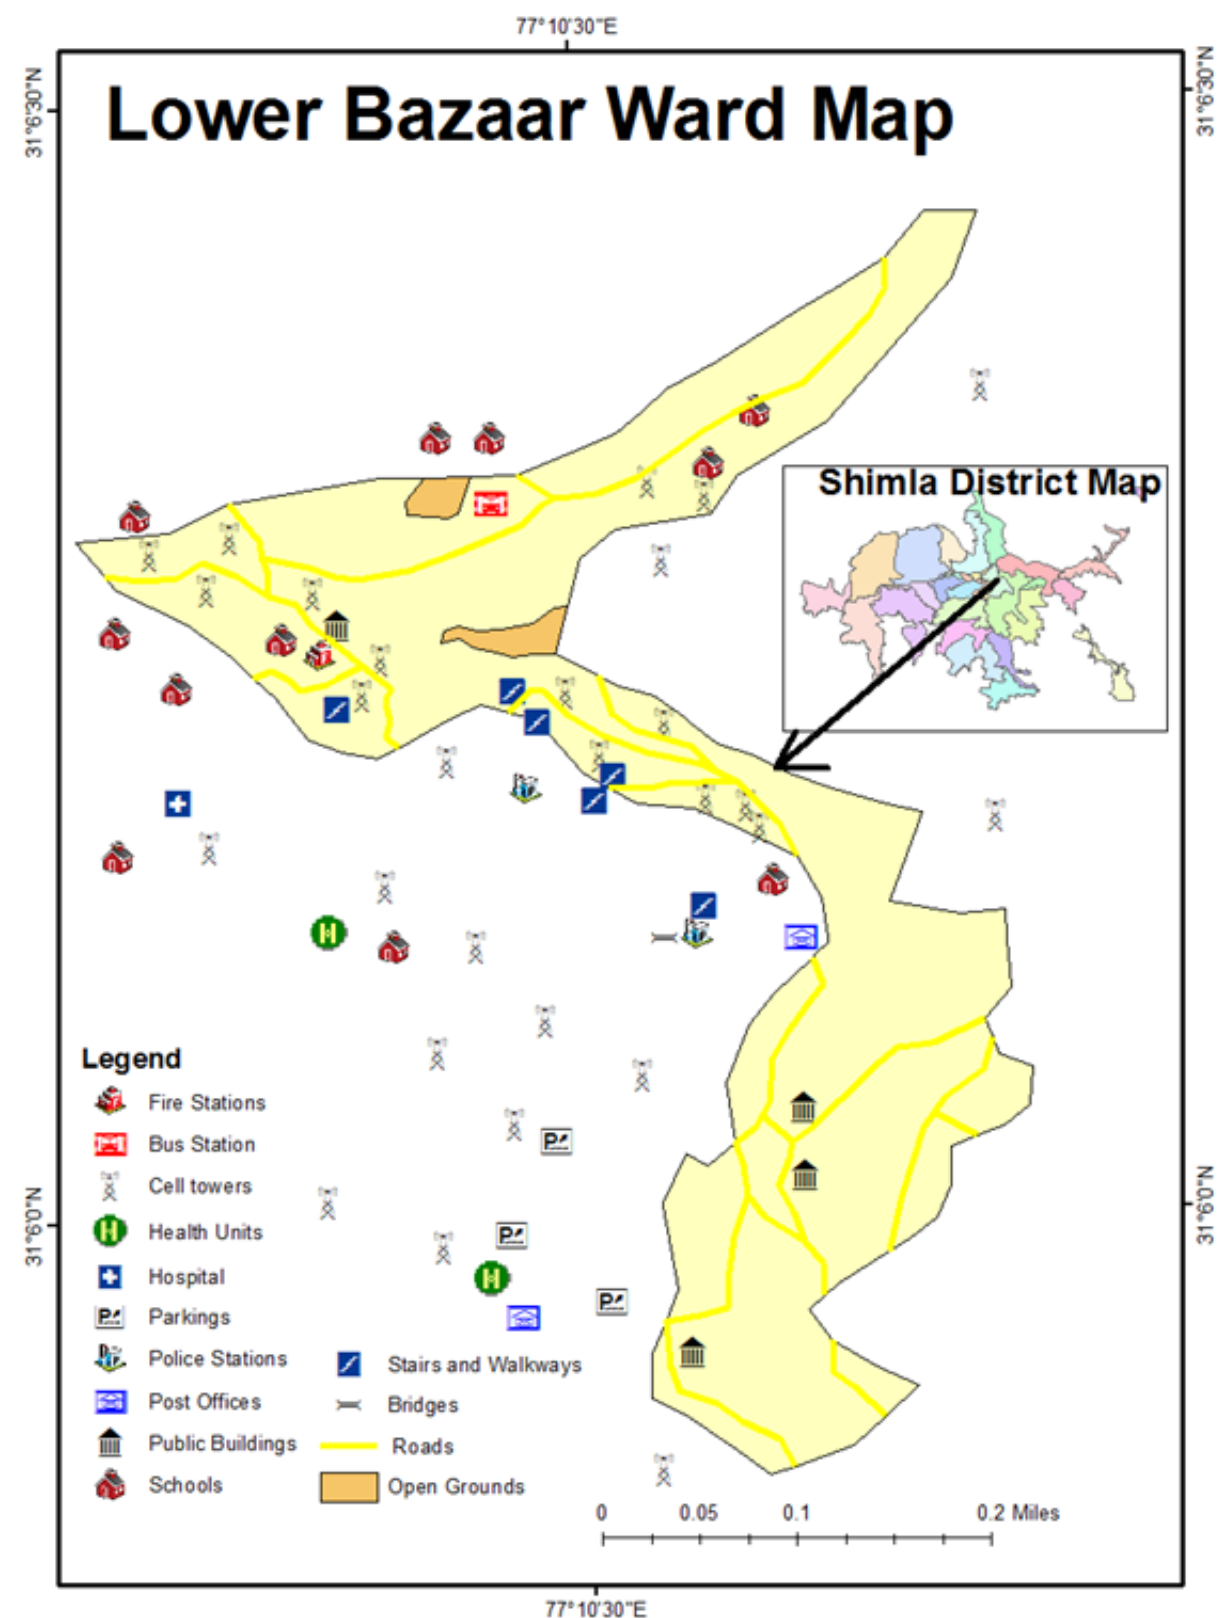 77°10'30"E
31°6'30"N
31°6'30"N
Lower Bazaar Ward Map
Shimla District Map
Legend
Fire Stations
Bus Station
Cell towers
Health Units
Hospital
Parkings
Police Stations
Post Offices
Public Buildings
Schools
Stairs and Walkways
Bridges
Roads
Open Grounds
31°6'0"N
31°6'0"N
0 0.05 0.1 0.2 Miles
77°10'30"E